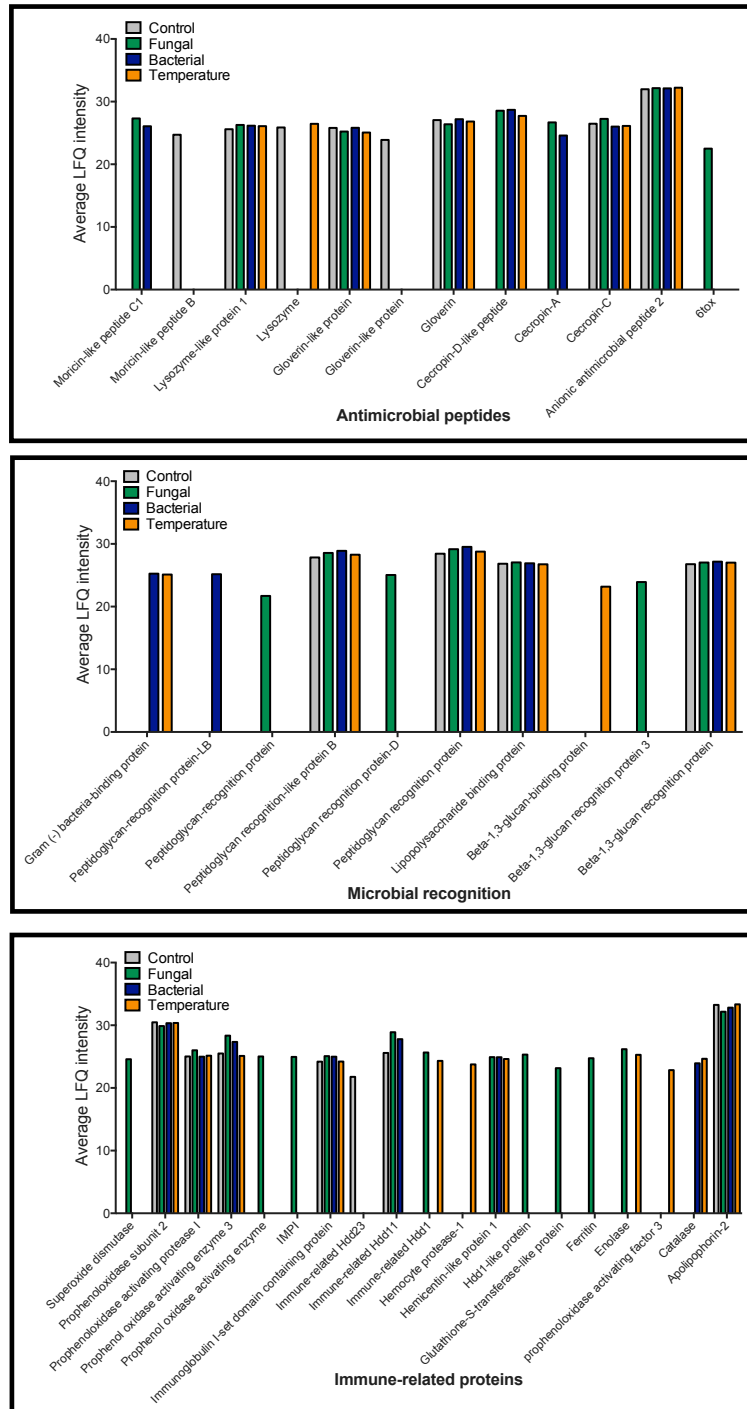 Control
Fungal
Bacterial
Temperature
40
30
20
10
0
Average LFQ intensity
Moricin-like peptide C1
Moricin-like peptide B
Lysozyme-like protein 1
Lysozyme
Gloverin-like protein
Gloverin-like protein
Gloverin
Cecropin-D-like peptide
Cecropin-A
Cecropin-C
Anionic antimicrobial peptide 2
6tox
Antimicrobial peptides
Control
Fungal
Bacterial
Temperature
40
30
20
10
0
Average LFQ intensity
Gram (-) bacteria-binding protein
Peptidoglycan-recognition protein-LB
Peptidoglycan-recognition protein
Peptidoglycan recognition-like protein B
Peptidoglycan recognition protein-D
Peptidoglycan recognition protein
Lipopolysaccharide binding protein
Beta-1,3-glucan-binding protein
Beta-1,3-glucan recognition protein 3
Beta-1,3-glucan recognition protein
Microbial recognition
Control
Fungal
Bacterial
Temperature
40
30
20
10
0
Average LFQ intensity
Superoxide dismutase
Prophenoloxidase subunit 2
Prophenoloxidase activating protease 1
Prophenol oxidase activating enzyme 3
Prophenol oxidase activating enzyme
IMPI
Immunoglobulin I-set domain containing protein
Immune-related Hdd23
Immune-related Hdd11
Immune-related Hdd1
Hemocyte protease-1
Hemicentin-like protein 1
Hdd1-like protein
Glutathione-S-transferase-like protein
Ferritin
Enolase
prophenoloxidase activating factor 3
Catalase
Apolipophorin-2
Immune-related proteins